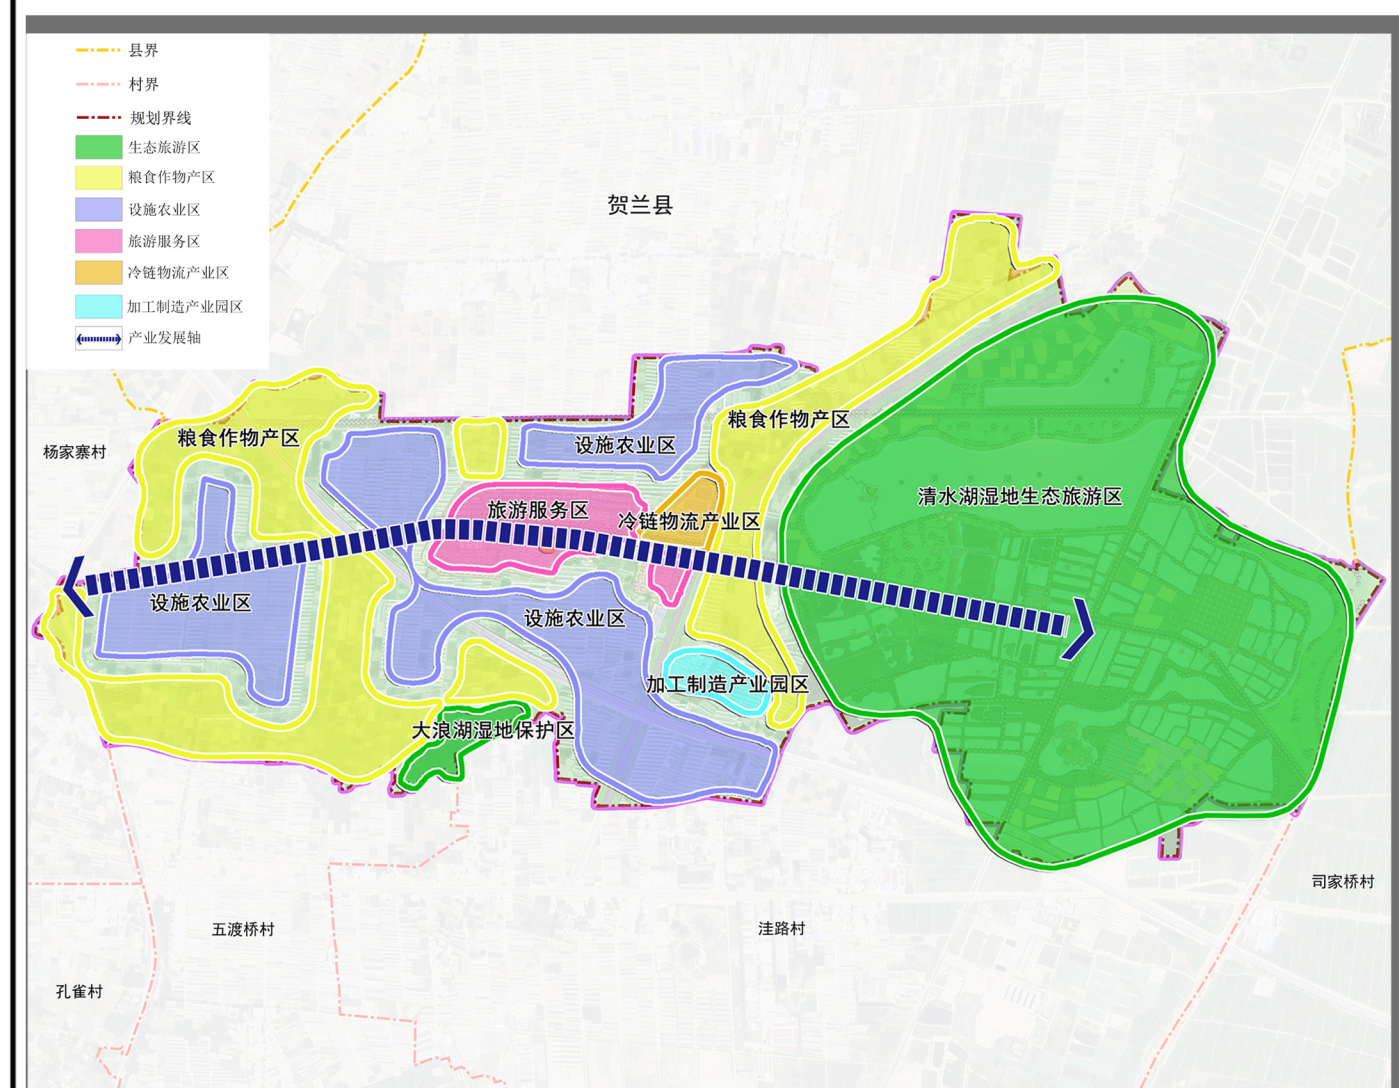 县界
村界
规划界线
生态旅游区
粮食作物产区
设施农业区
旅游服务区
冷链物流产业区
加工制造产业园区
产业发展轴
贺兰县
杨家寨村
粮食作物产区
设施农业区
粮食作物产区
清水湖湿地生态旅游区
旅游服务区
冷链物流产业区
设施农业区
设施农业区
加工制造产业园区
大浪湖湿地保护区
司家桥村
五渡桥村
洼路村
孔雀村